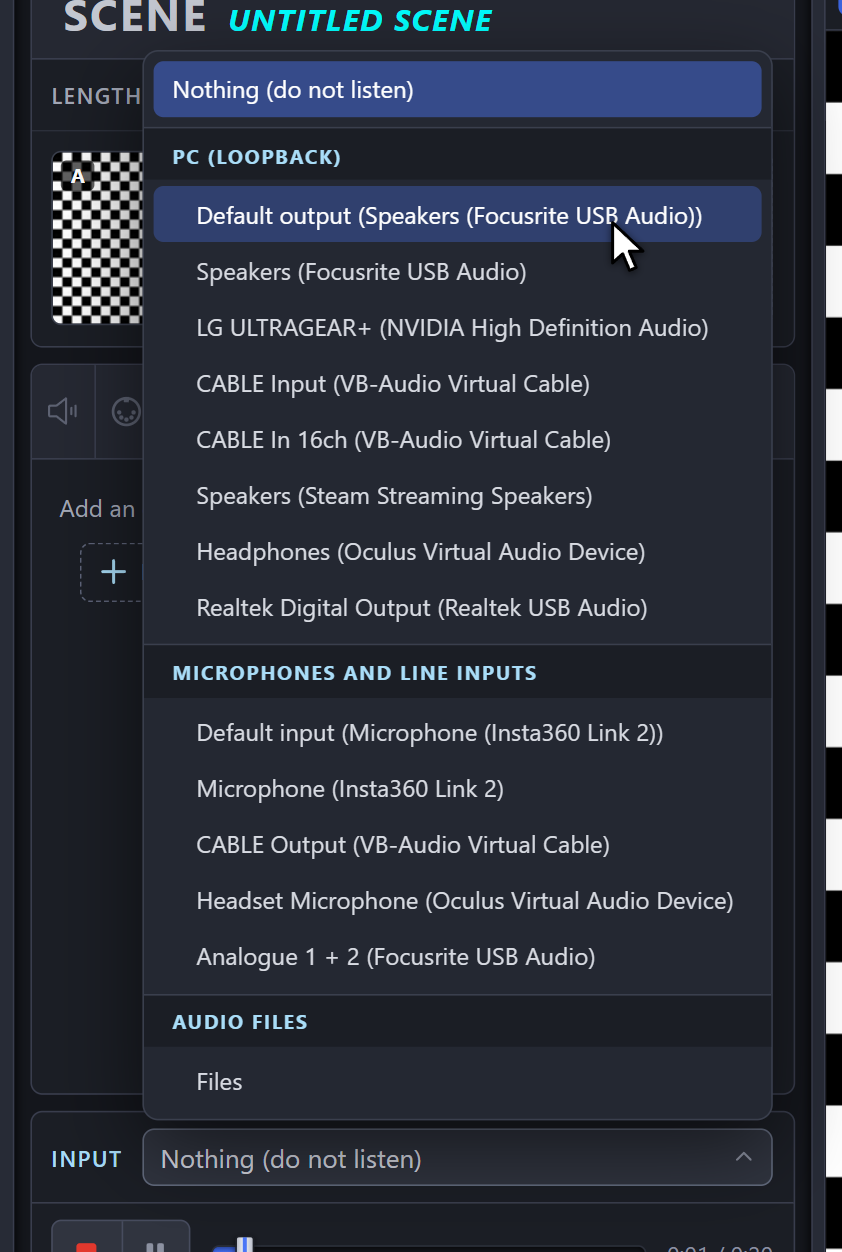 SCENE UNTITLED SCENE
LENGTH
Nothing (do not listen)
PC (LOOPBACK)
A
Default output (Speakers (Focusrite USB Audio))
Speakers (Focusrite USB Audio)
LG ULTRAGEAR+ (NVIDIA High Definition Audio)
CABLE Input (VB-Audio Virtual Cable)
CABLE In 16ch (VB-Audio Virtual Cable)
Speakers (Steam Streaming Speakers)
Add an
Headphones (Oculus Virtual Audio Device)
Realtek Digital Output (Realtek USB Audio)
MICROPHONES AND LINE INPUTS
Default input (Microphone (Insta360 Link 2))
Microphone (Insta360 Link 2)
CABLE Output (VB-Audio Virtual Cable)
Headset Microphone (Oculus Virtual Audio Device)
Analogue 1 + 2 (Focusrite USB Audio)
AUDIO FILES
Files
INPUT Nothing (do not listen)